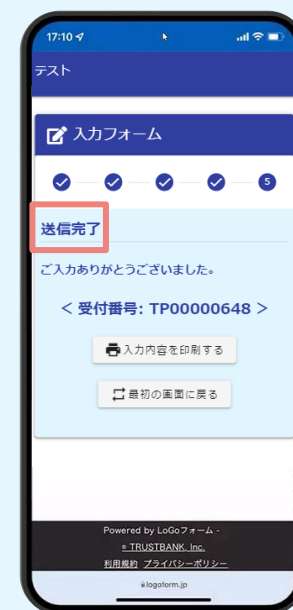 17:10
テスト
入力フォーム
5
送信完了
ご入力ありがとうございました。
< 受付番号: TP00000648 >
入力内容を印刷する
最初の画面に戻る
Powered by LoGoフォーム -
© TRUSTBANK, Inc.
利用規約 プライバシーポリシー
logoform.jp